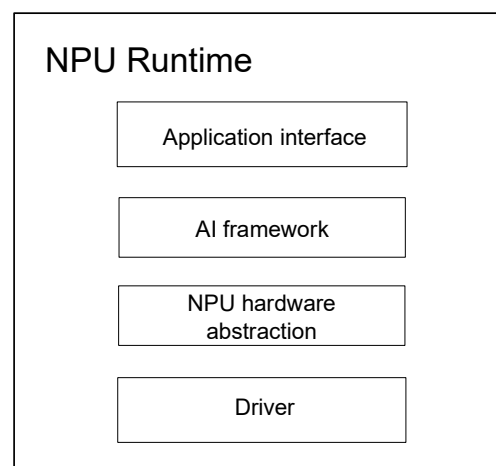 NPU Runtime
Application interface
AI framework
NPU hardware
abstraction
Driver